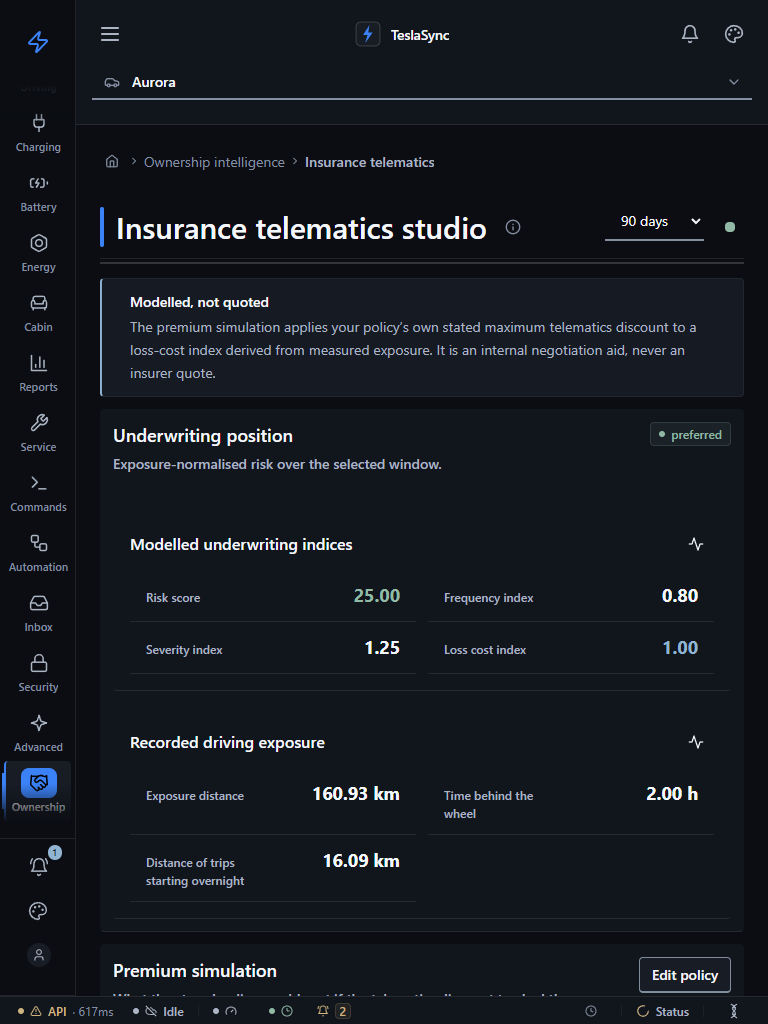 TeslaSync
Aurora
Charging
Battery
Energy
Cabin
Reports
Service
Commands
Automation
Inbox
Security
Advanced
Ownership
1
Ownership intelligence
Insurance telematics
Insurance telematics studio
90 days
Modelled, not quoted
The premium simulation applies your policy's own stated maximum telematics discount to a
loss-cost index derived from measured exposure. It is an internal negotiation aid, never an
insurer quote.
Underwriting position
preferred
Exposure-normalised risk over the selected window.
Modelled underwriting indices
Risk score 25.00
Frequency index 0.80
Severity index 1.25
Loss cost index 1.00
Recorded driving exposure
Exposure distance 160.93 km
Time behind the
wheel
2.00 h
Distance of trips
starting overnight
16.09 km
Premium simulation
Edit policy
API · 617ms
Idle
2
Status